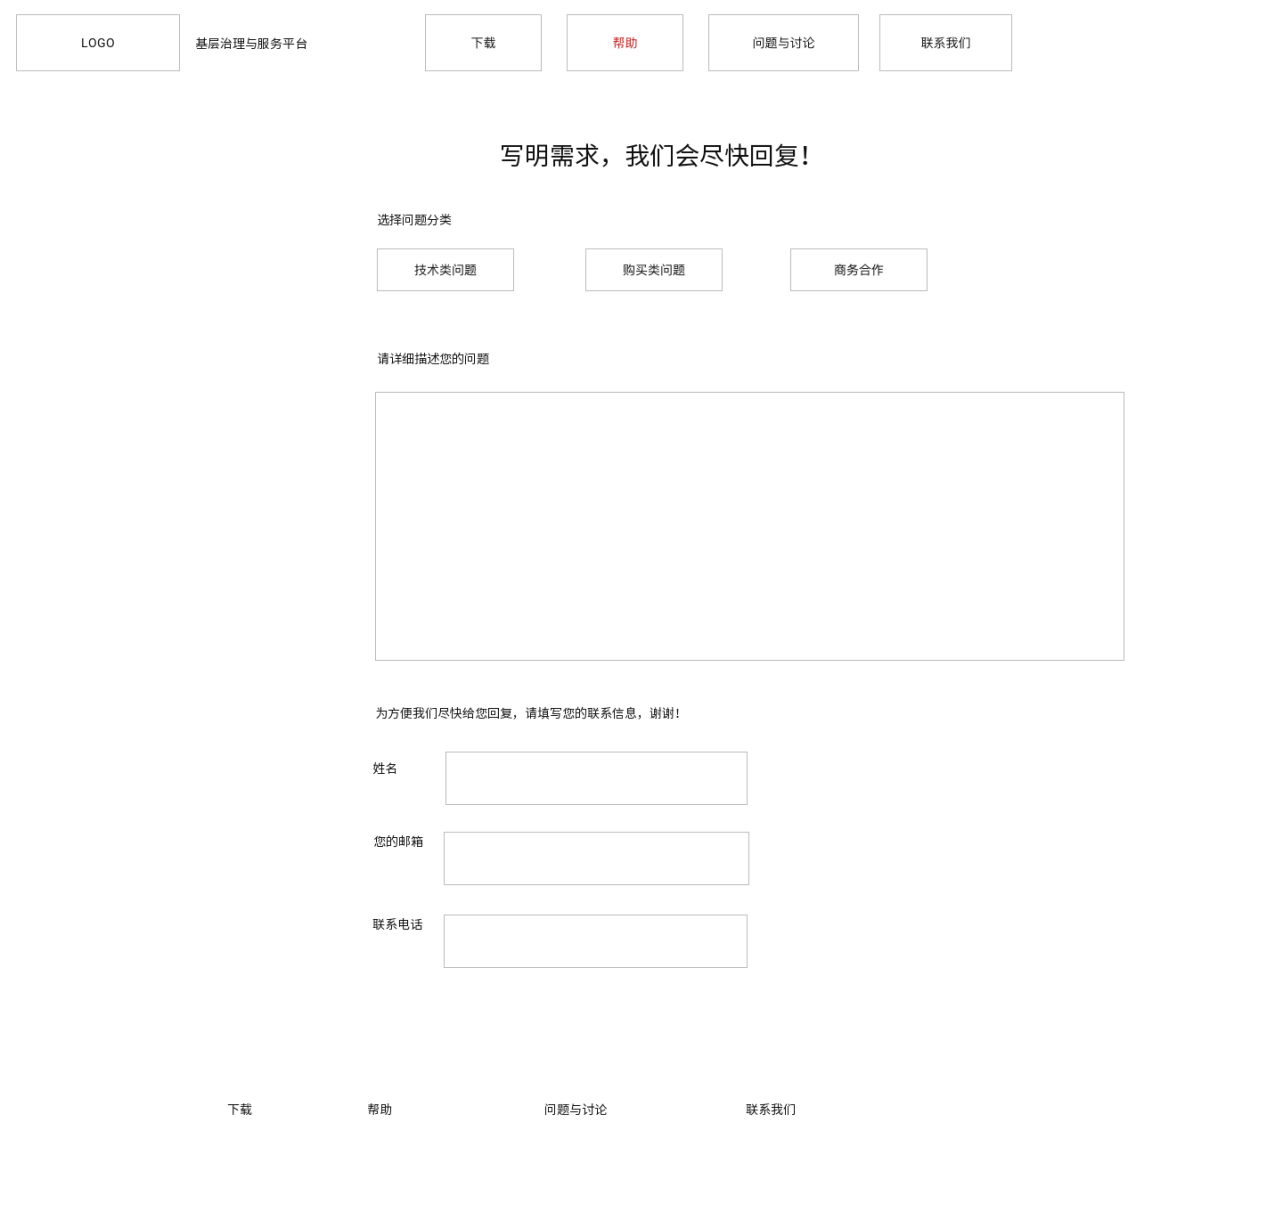 LOGO
基层治理与服务平台
下载
帮助
问题与讨论
联系我们
写明需求，我们会尽快回复！
选择问题分类
技术类问题
购买类问题
商务合作
请详细描述您的问题
为方便我们尽快给您回复，请填写您的联系信息，谢谢！
姓名
您的邮箱
联系电话
下载
帮助
问题与讨论
联系我们